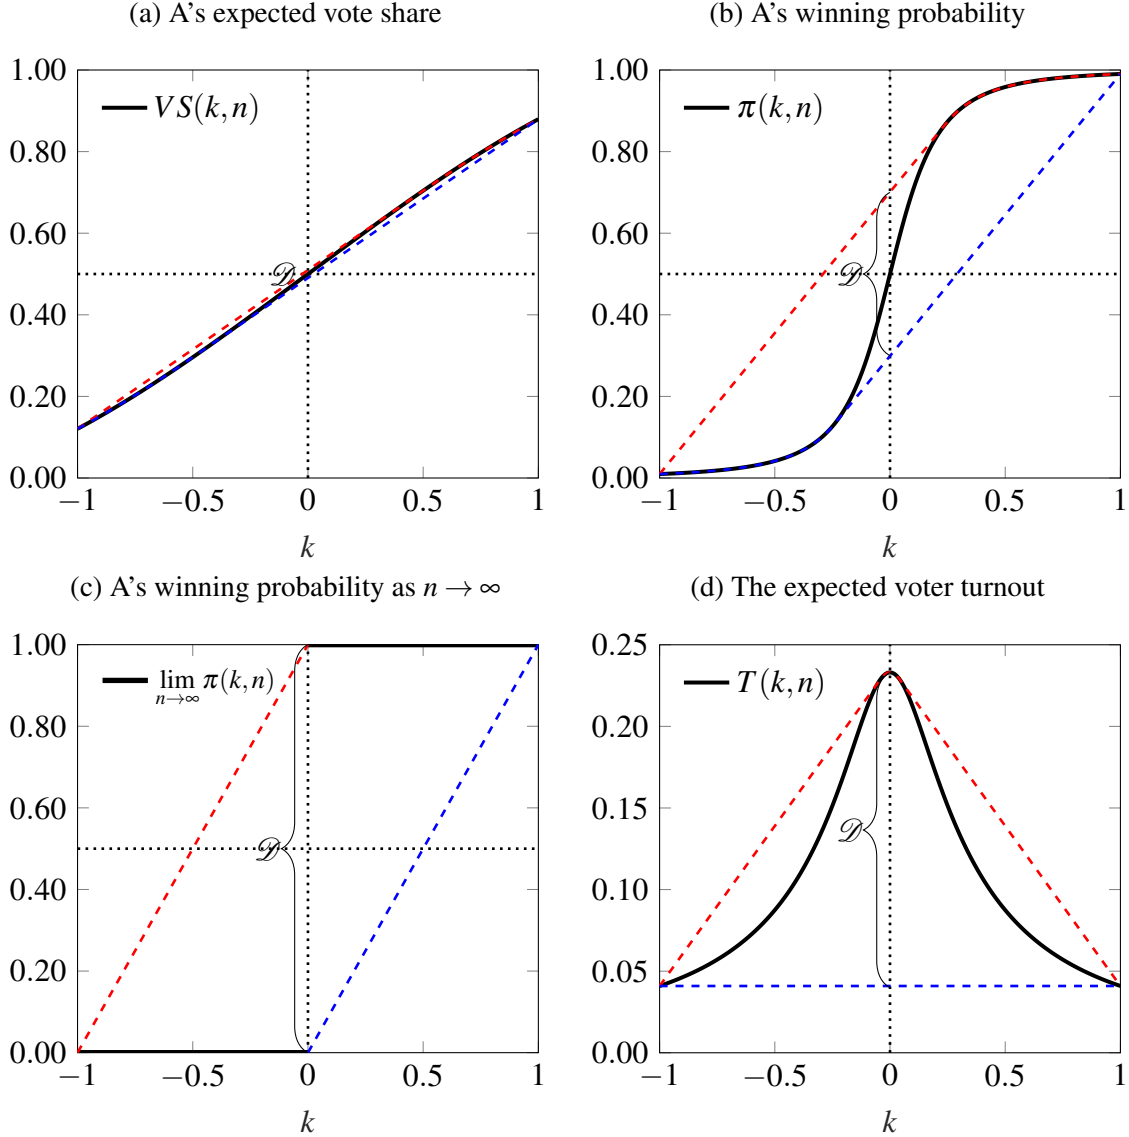 (a) A's expected vote share
1.00
0.80
0.60
0.40
0.20
0.00
VS(k, n)
𝒟
−1 −0.5 0 0.5 1
k
(b) A's winning probability
1.00
0.80
0.60
0.40
0.20
0.00
π(k, n)
𝒟
−1 −0.5 0 0.5 1
k
(c) A's winning probability as n → ∞
1.00
0.80
0.60
0.40
0.20
0.00
lim π(k, n)
n→∞
𝒟
−1 −0.5 0 0.5 1
k
(d) The expected voter turnout
0.25
0.20
0.15
0.10
0.05
0.00
T(k, n)
𝒟
−1 −0.5 0 0.5 1
k